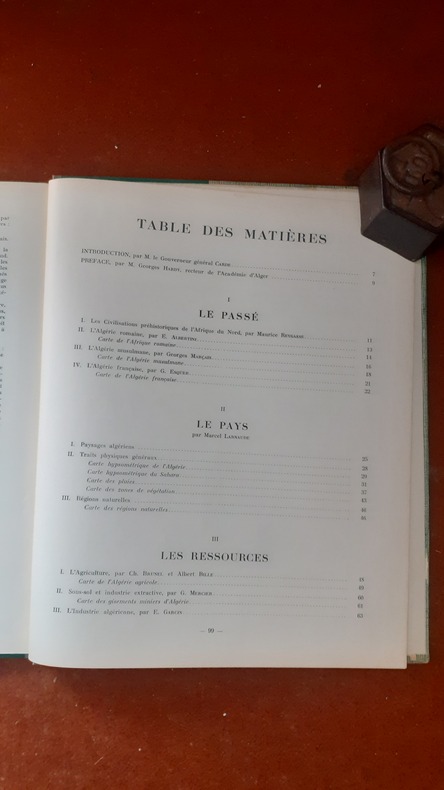 TABLE DES MATIÈRES
INTRODUCTION, par M. le Gouverneur général CARDE 7
PRÉFACE, par M. Georges HARDY, recteur de l'Académie d'Alger 9
I
LE PASSÉ
I. Les Civilisations préhistoriques de l'Afrique du Nord, par Maurice REYGASSE 11
II. L'Algérie romaine, par E. ALBERTINI 13
Carte de l'Afrique romaine 14
III. L'Algérie musulmane, par Georges MARÇAIS 16
Carte de l'Algérie musulmane 18
IV. L'Algérie française, par G. ESQUER 21
Carte de l'Algérie française 22
II
LE PAYS
par Marcel LARNAUDE
I. Paysages algériens 25
II. Traits physiques généraux 28
Carte hypsométrique de l'Algérie 29
Carte hypsométrique du Sahara 31
Carte des pluies 37
Carte des zones de végétation 43
III. Régions naturelles 46
Carte des régions naturelles 46
III
LES RESSOURCES
I. L'Agriculture, par Ch. BRUNEL et Albert BILLE 48
Carte de l'Algérie agricole 49
II. Sous-sol et industrie extractive, par G. MERCIER 60
Carte des gisements miniers d'Algérie 61
III. L'Industrie algérienne, par E. GARCIN 63
— 99 —